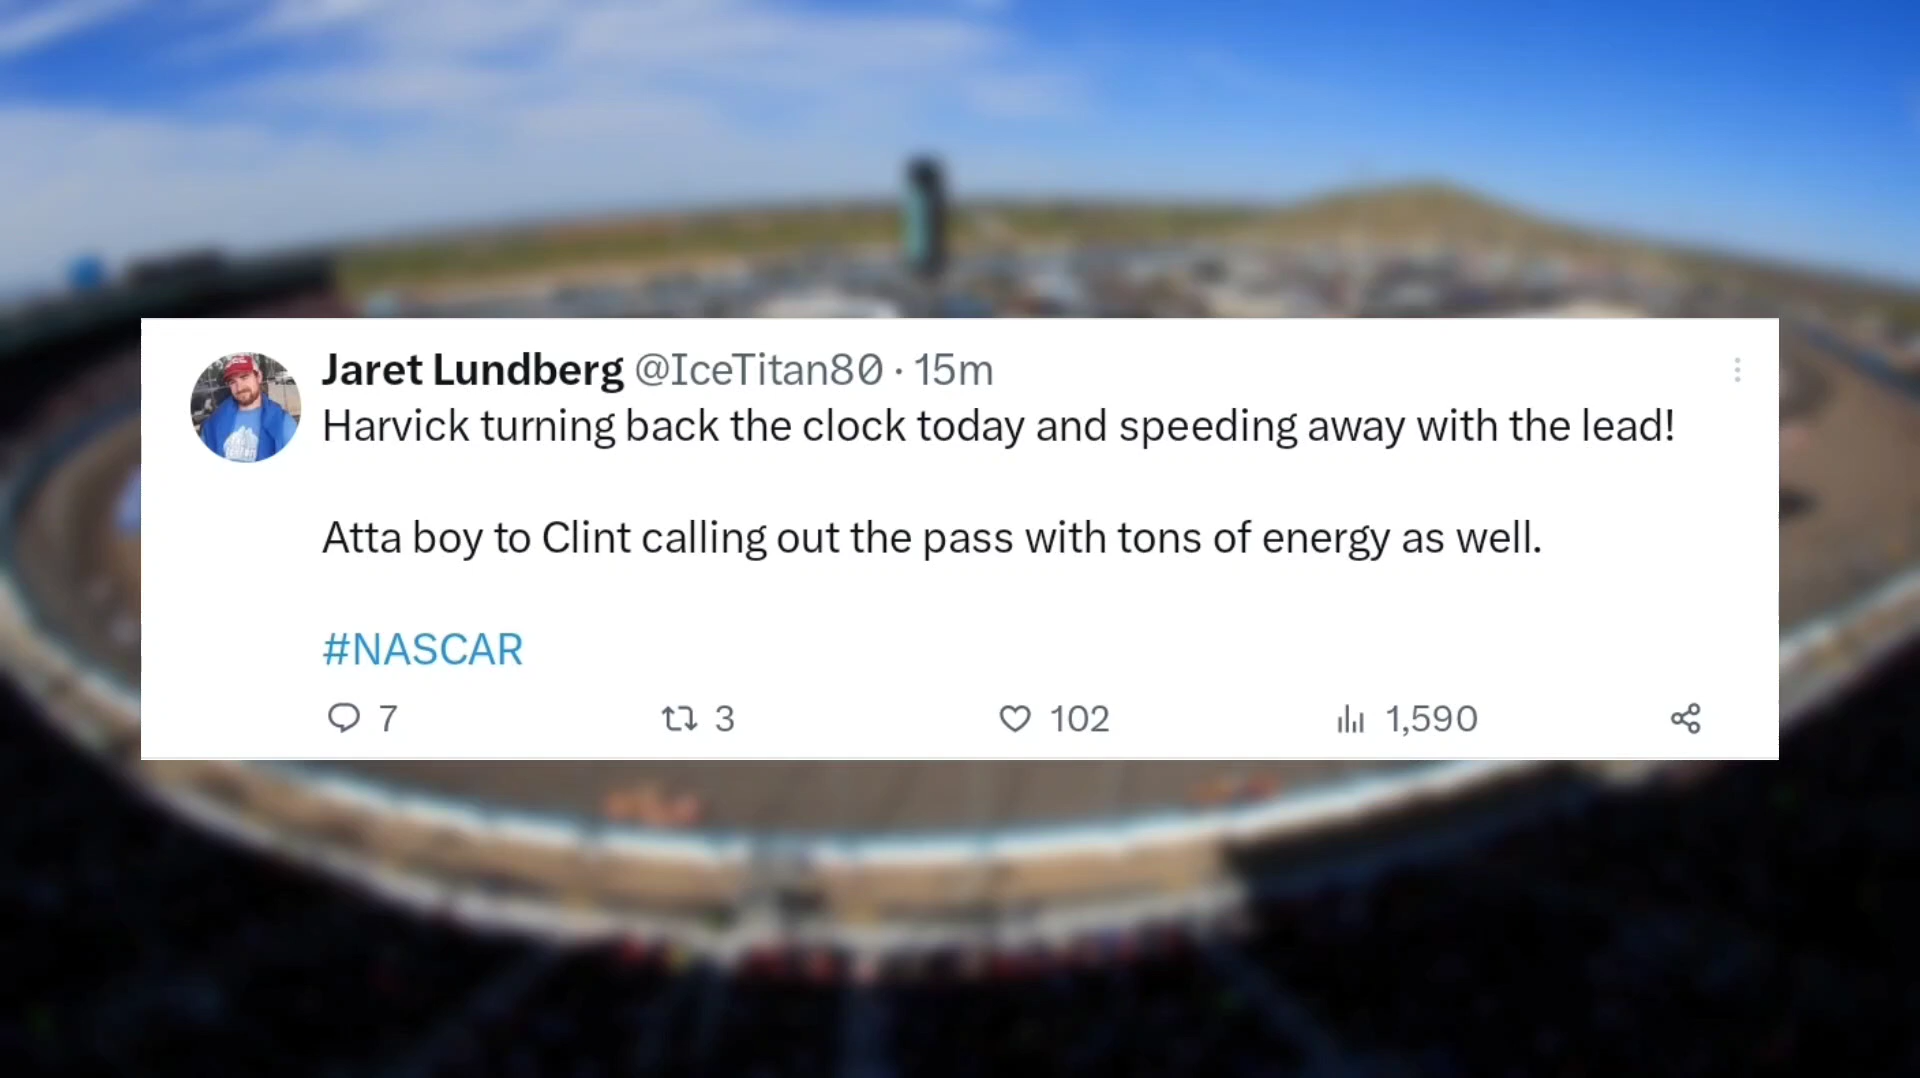 Jaret Lundberg @IceTitan80 · 15m
Harvick turning back the clock today and speeding away with the lead!
Atta boy to Clint calling out the pass with tons of energy as well.
#NASCAR
7 3 102 1,590